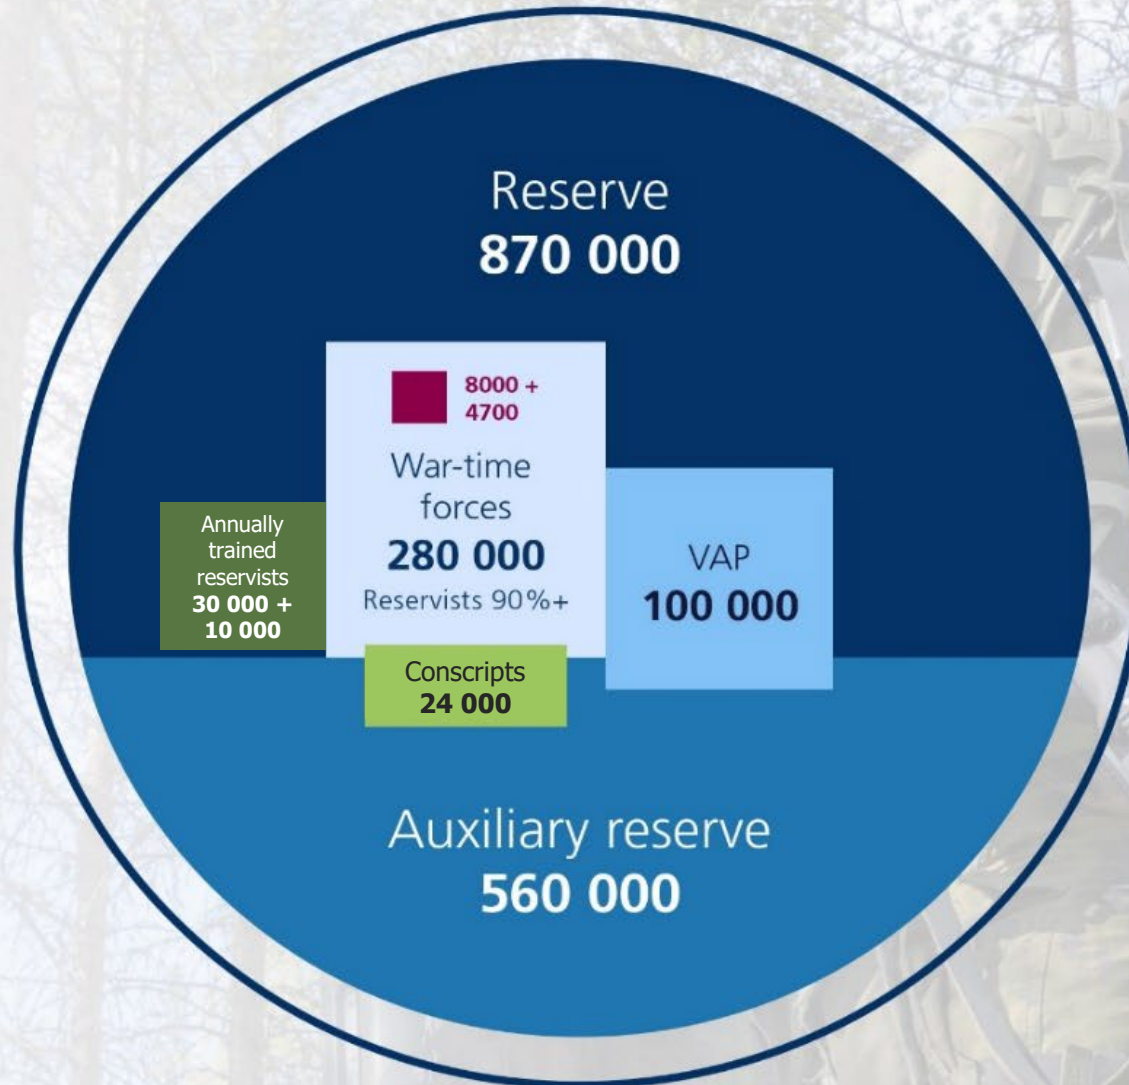 Reserve
870 000
8000 +
4700
War-time
forces
280 000
Reservists 90%+
Annually
trained
reservists
30 000 +
10 000
VAP
100 000
Conscripts
24 000
Auxiliary reserve
560 000